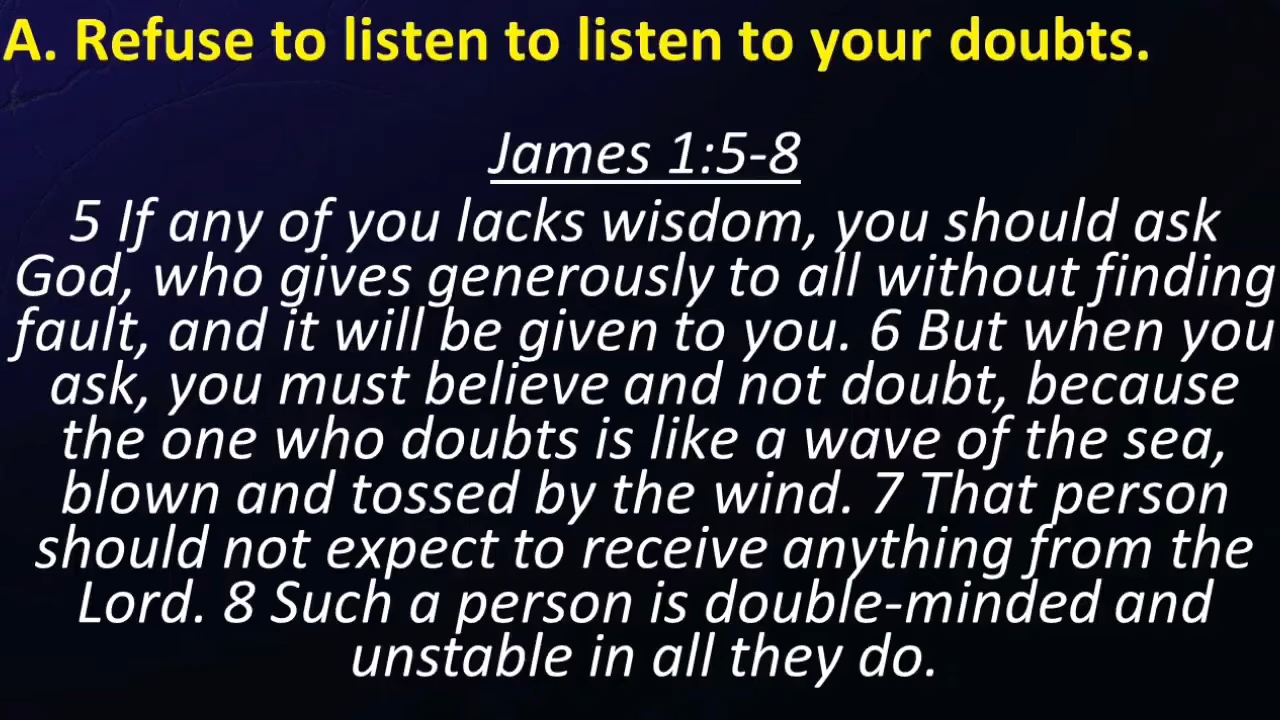 A. Refuse to listen to listen to your doubts.
James 1:5-8
5 If any of you lacks wisdom, you should ask
God, who gives generously to all without finding
fault, and it will be given to you. 6 But when you
ask, you must believe and not doubt, because
the one who doubts is like a wave of the sea,
blown and tossed by the wind. 7 That person
should not expect to receive anything from the
Lord. 8 Such a person is double-minded and
unstable in all they do.